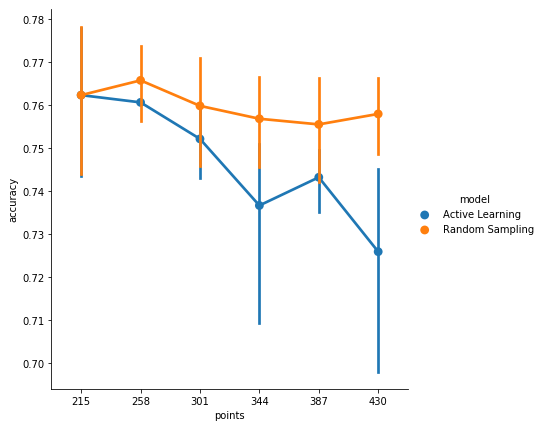 0.78
0.77
0.76
0.75
0.74
0.73
0.72
0.71
0.70
accuracy
215 258 301 344 387 430
points
model
Active Learning
Random Sampling